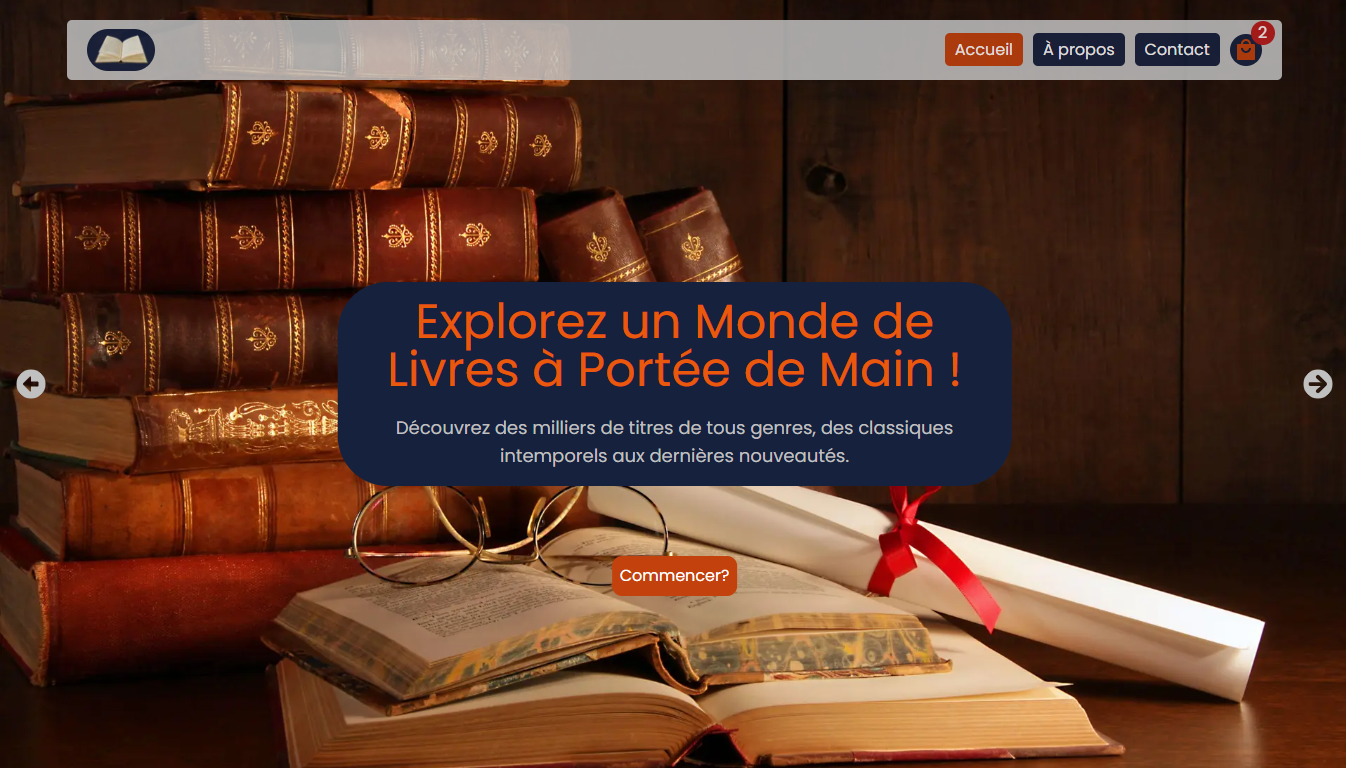 Accueil
À propos
Contact
2
Explorez un Monde de
Livres à Portée de Main !
Découvrez des milliers de titres de tous genres, des classiques
intemporels aux dernières nouveautés.
Commencer?